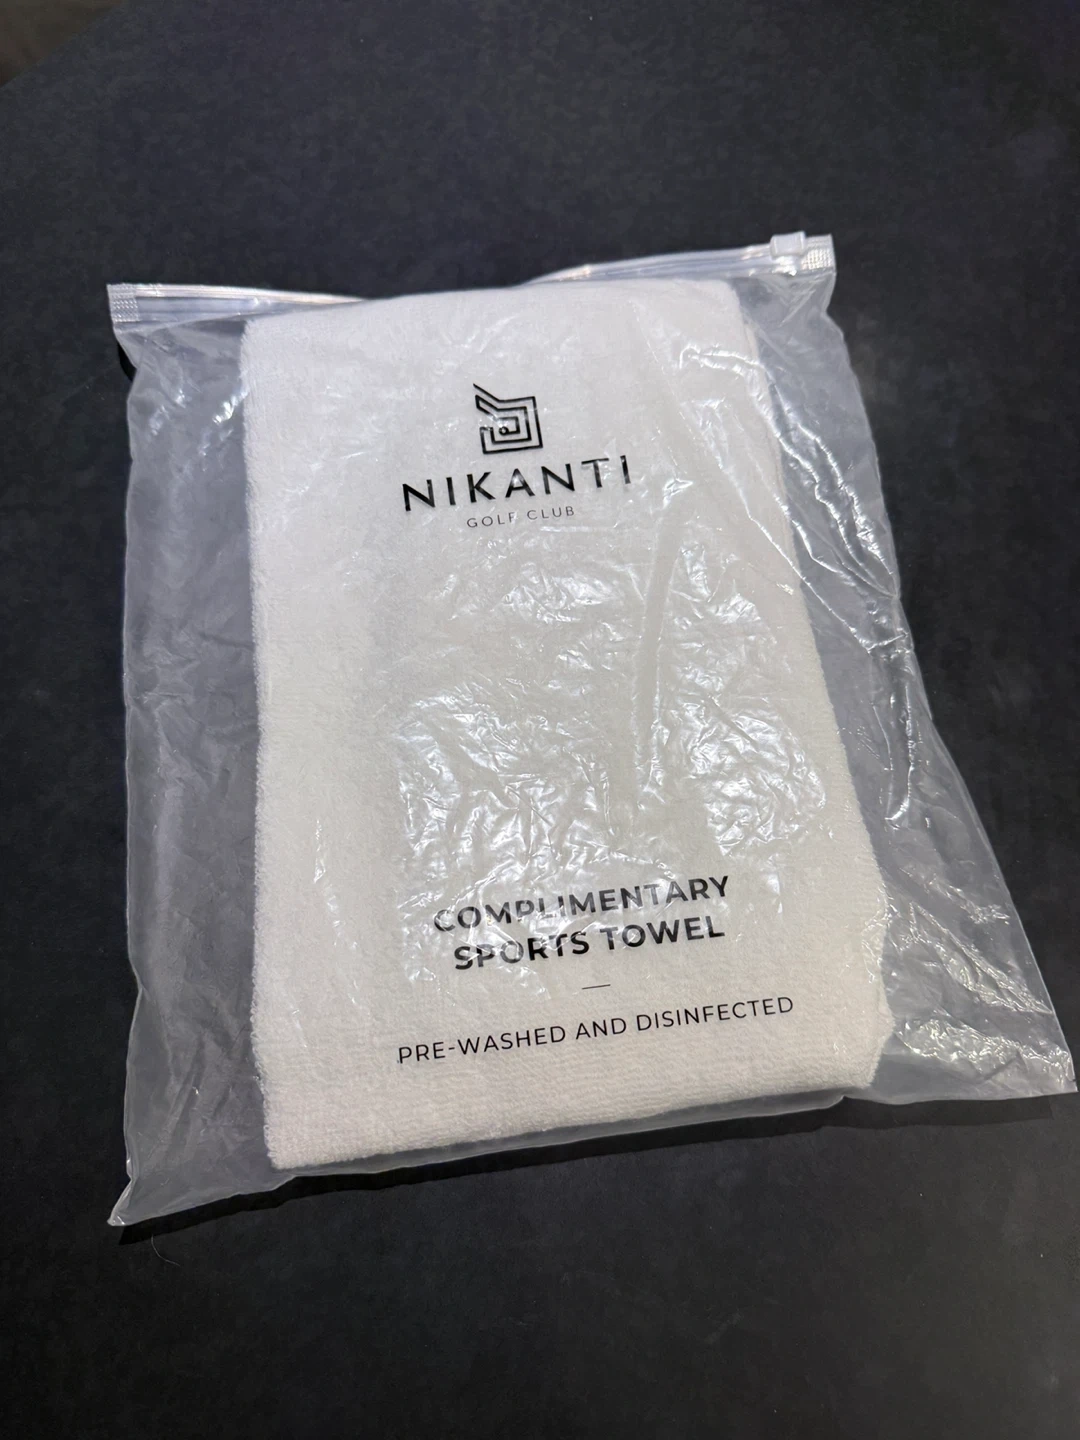 NIKANTI
GOLF CLUB
COMPLIMENTARY
SPORTS TOWEL
PRE-WASHED AND DISINFECTED